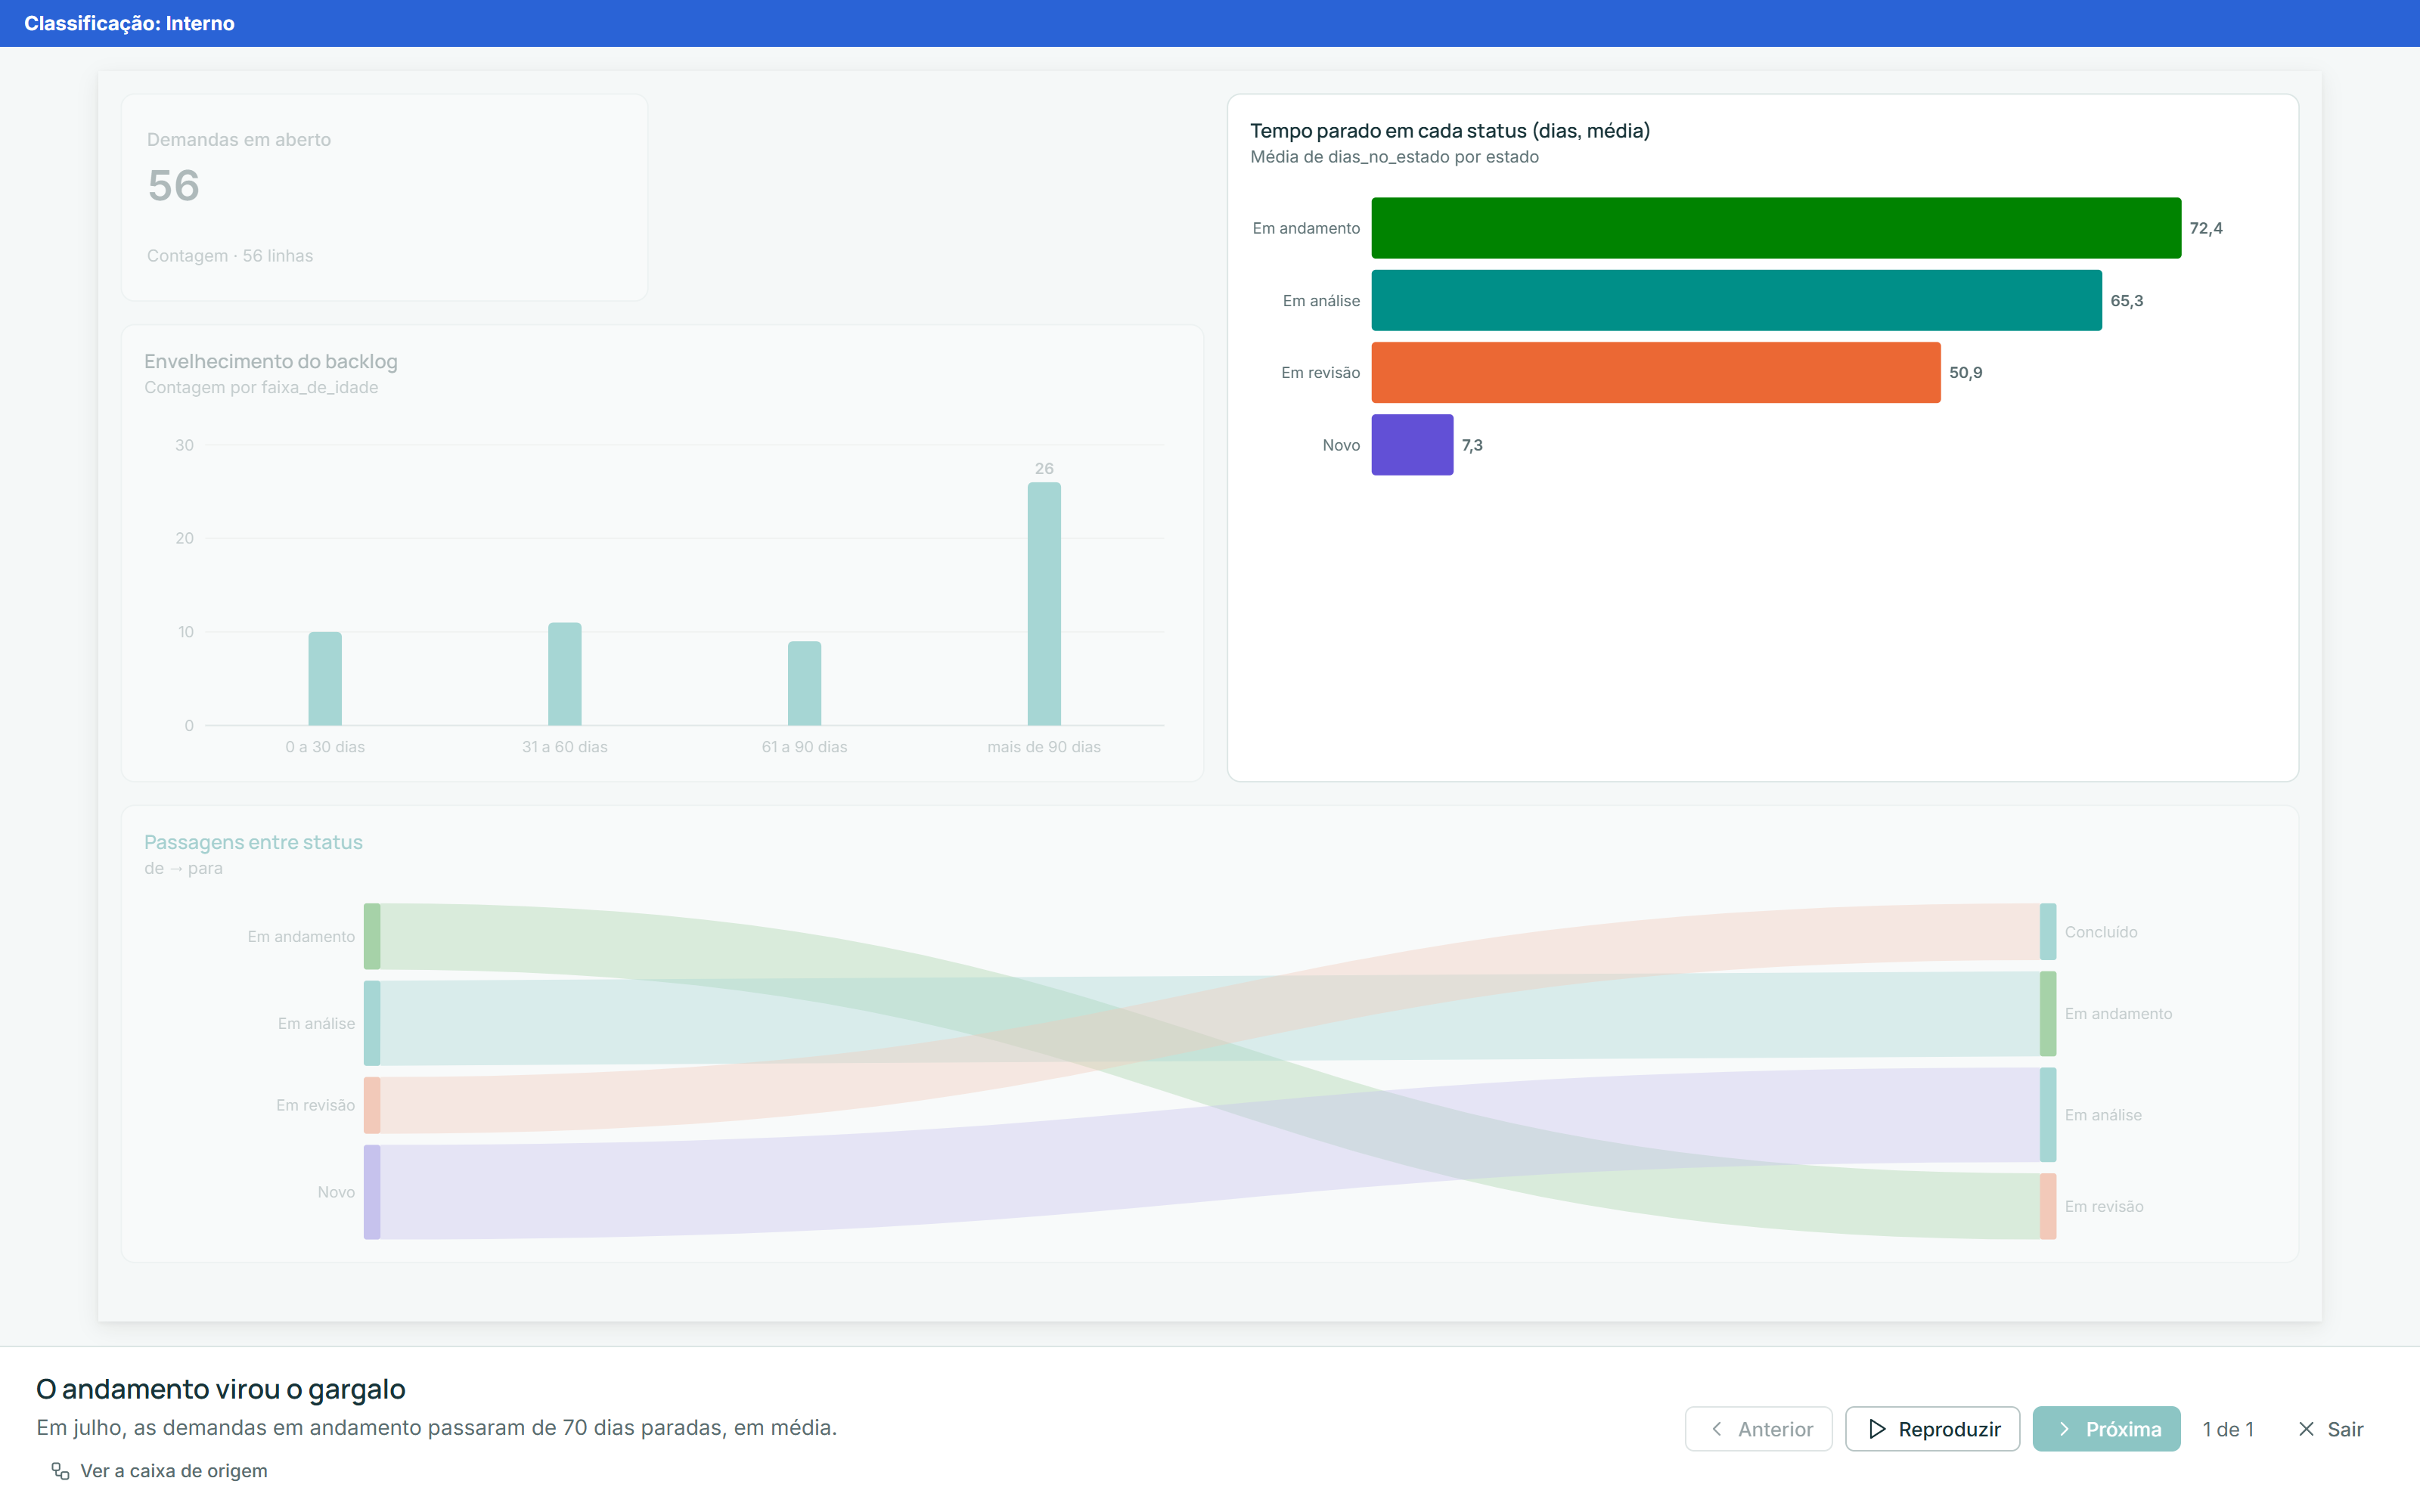 Classificação: Interno
Demandas em aberto
56
Contagem · 56 linhas
Tempo parado em cada status (dias, média)
Média de dias_no_estado por estado
Em andamento
72,4
Em análise
65,3
Em revisão
50,9
Novo
7,3
Envelhecimento do backlog
Contagem por faixa_de_idade
30
20
10
0
26
0 a 30 dias
31 a 60 dias
61 a 90 dias
mais de 90 dias
Passagens entre status
de → para
Em andamento
Em análise
Em revisão
Novo
Concluído
Em andamento
Em análise
Em revisão
O andamento virou o gargalo
Em julho, as demandas em andamento passaram de 70 dias paradas, em média.
Ver a caixa de origem
Anterior
Reproduzir
Próxima
1 de 1
Sair